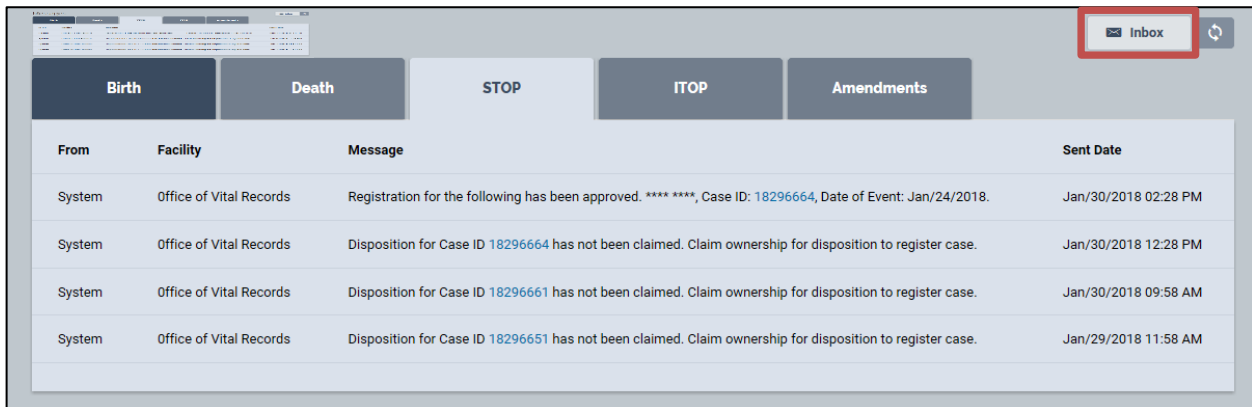 Inbox
Birth Death STOP ITOP Amendments
From Facility Message Sent Date
System 0ffice of Vital Records Registration for the following has been approved. **** ****, Case ID: 18296664, Date of Event: Jan/24/2018. Jan/30/2018 02:28 PM
System 0ffice of Vital Records Disposition for Case ID 18296664 has not been claimed. Claim ownership for disposition to register case. Jan/30/2018 12:28 PM
System 0ffice of Vital Records Disposition for Case ID 18296661 has not been claimed. Claim ownership for disposition to register case. Jan/30/2018 09:58 AM
System 0ffice of Vital Records Disposition for Case ID 18296651 has not been claimed. Claim ownership for disposition to register case. Jan/29/2018 11:58 AM